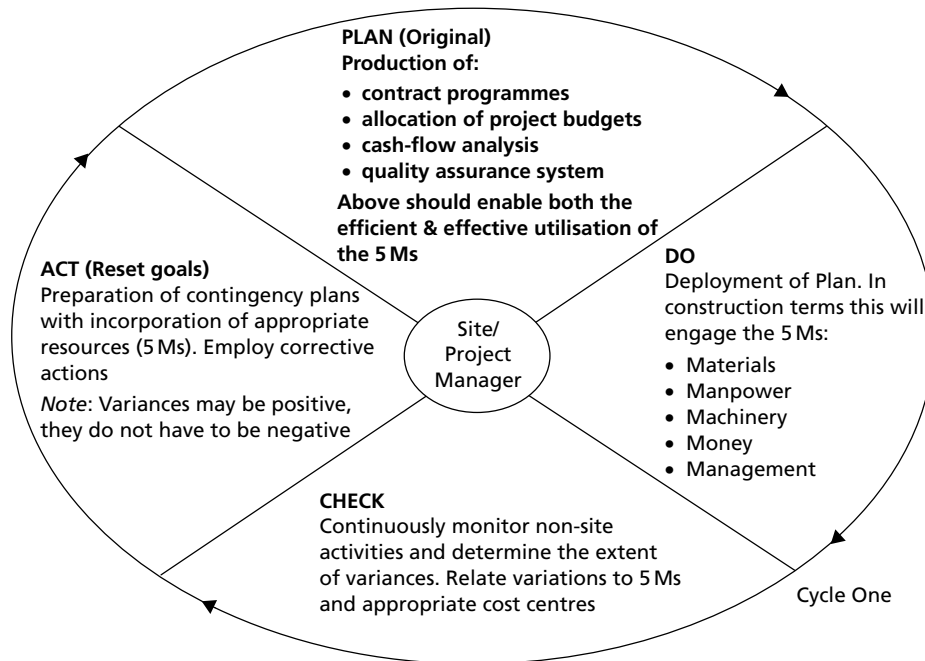 PLAN (Original)
Production of:
• contract programmes
• allocation of project budgets
• cash-flow analysis
• quality assurance system
Above should enable both the
efficient & effective utilisation of
the 5 Ms
DO
Deployment of Plan. In
construction terms this will
engage the 5 Ms:
• Materials
• Manpower
• Machinery
• Money
• Management
ACT (Reset goals)
Preparation of contingency plans
with incorporation of appropriate
resources (5 Ms). Employ corrective
actions
Note: Variances may be positive,
they do not have to be negative
Site/
Project
Manager
CHECK
Continuously monitor non-site
activities and determine the extent
of variances. Relate variations to 5 Ms
and appropriate cost centres
Cycle One